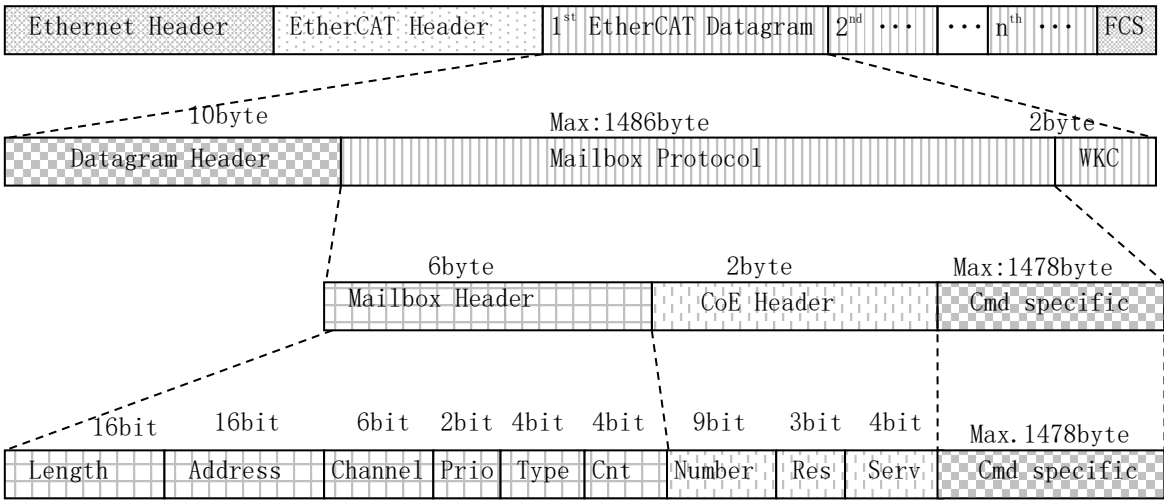 Ethernet Header EtherCAT Header 1st EtherCAT Datagram 2nd ··· ··· nth ··· FCS
10byte Max:1486byte 2byte
Datagram Header Mailbox Protocol WKC
6byte 2byte Max:1478byte
Mailbox Header CoE Header Cmd specific
16bit 16bit 6bit 2bit 4bit 4bit 9bit 3bit 4bit Max.1478byte
Length Address Channel Prio Type Cnt Number Res Serv Cmd specific